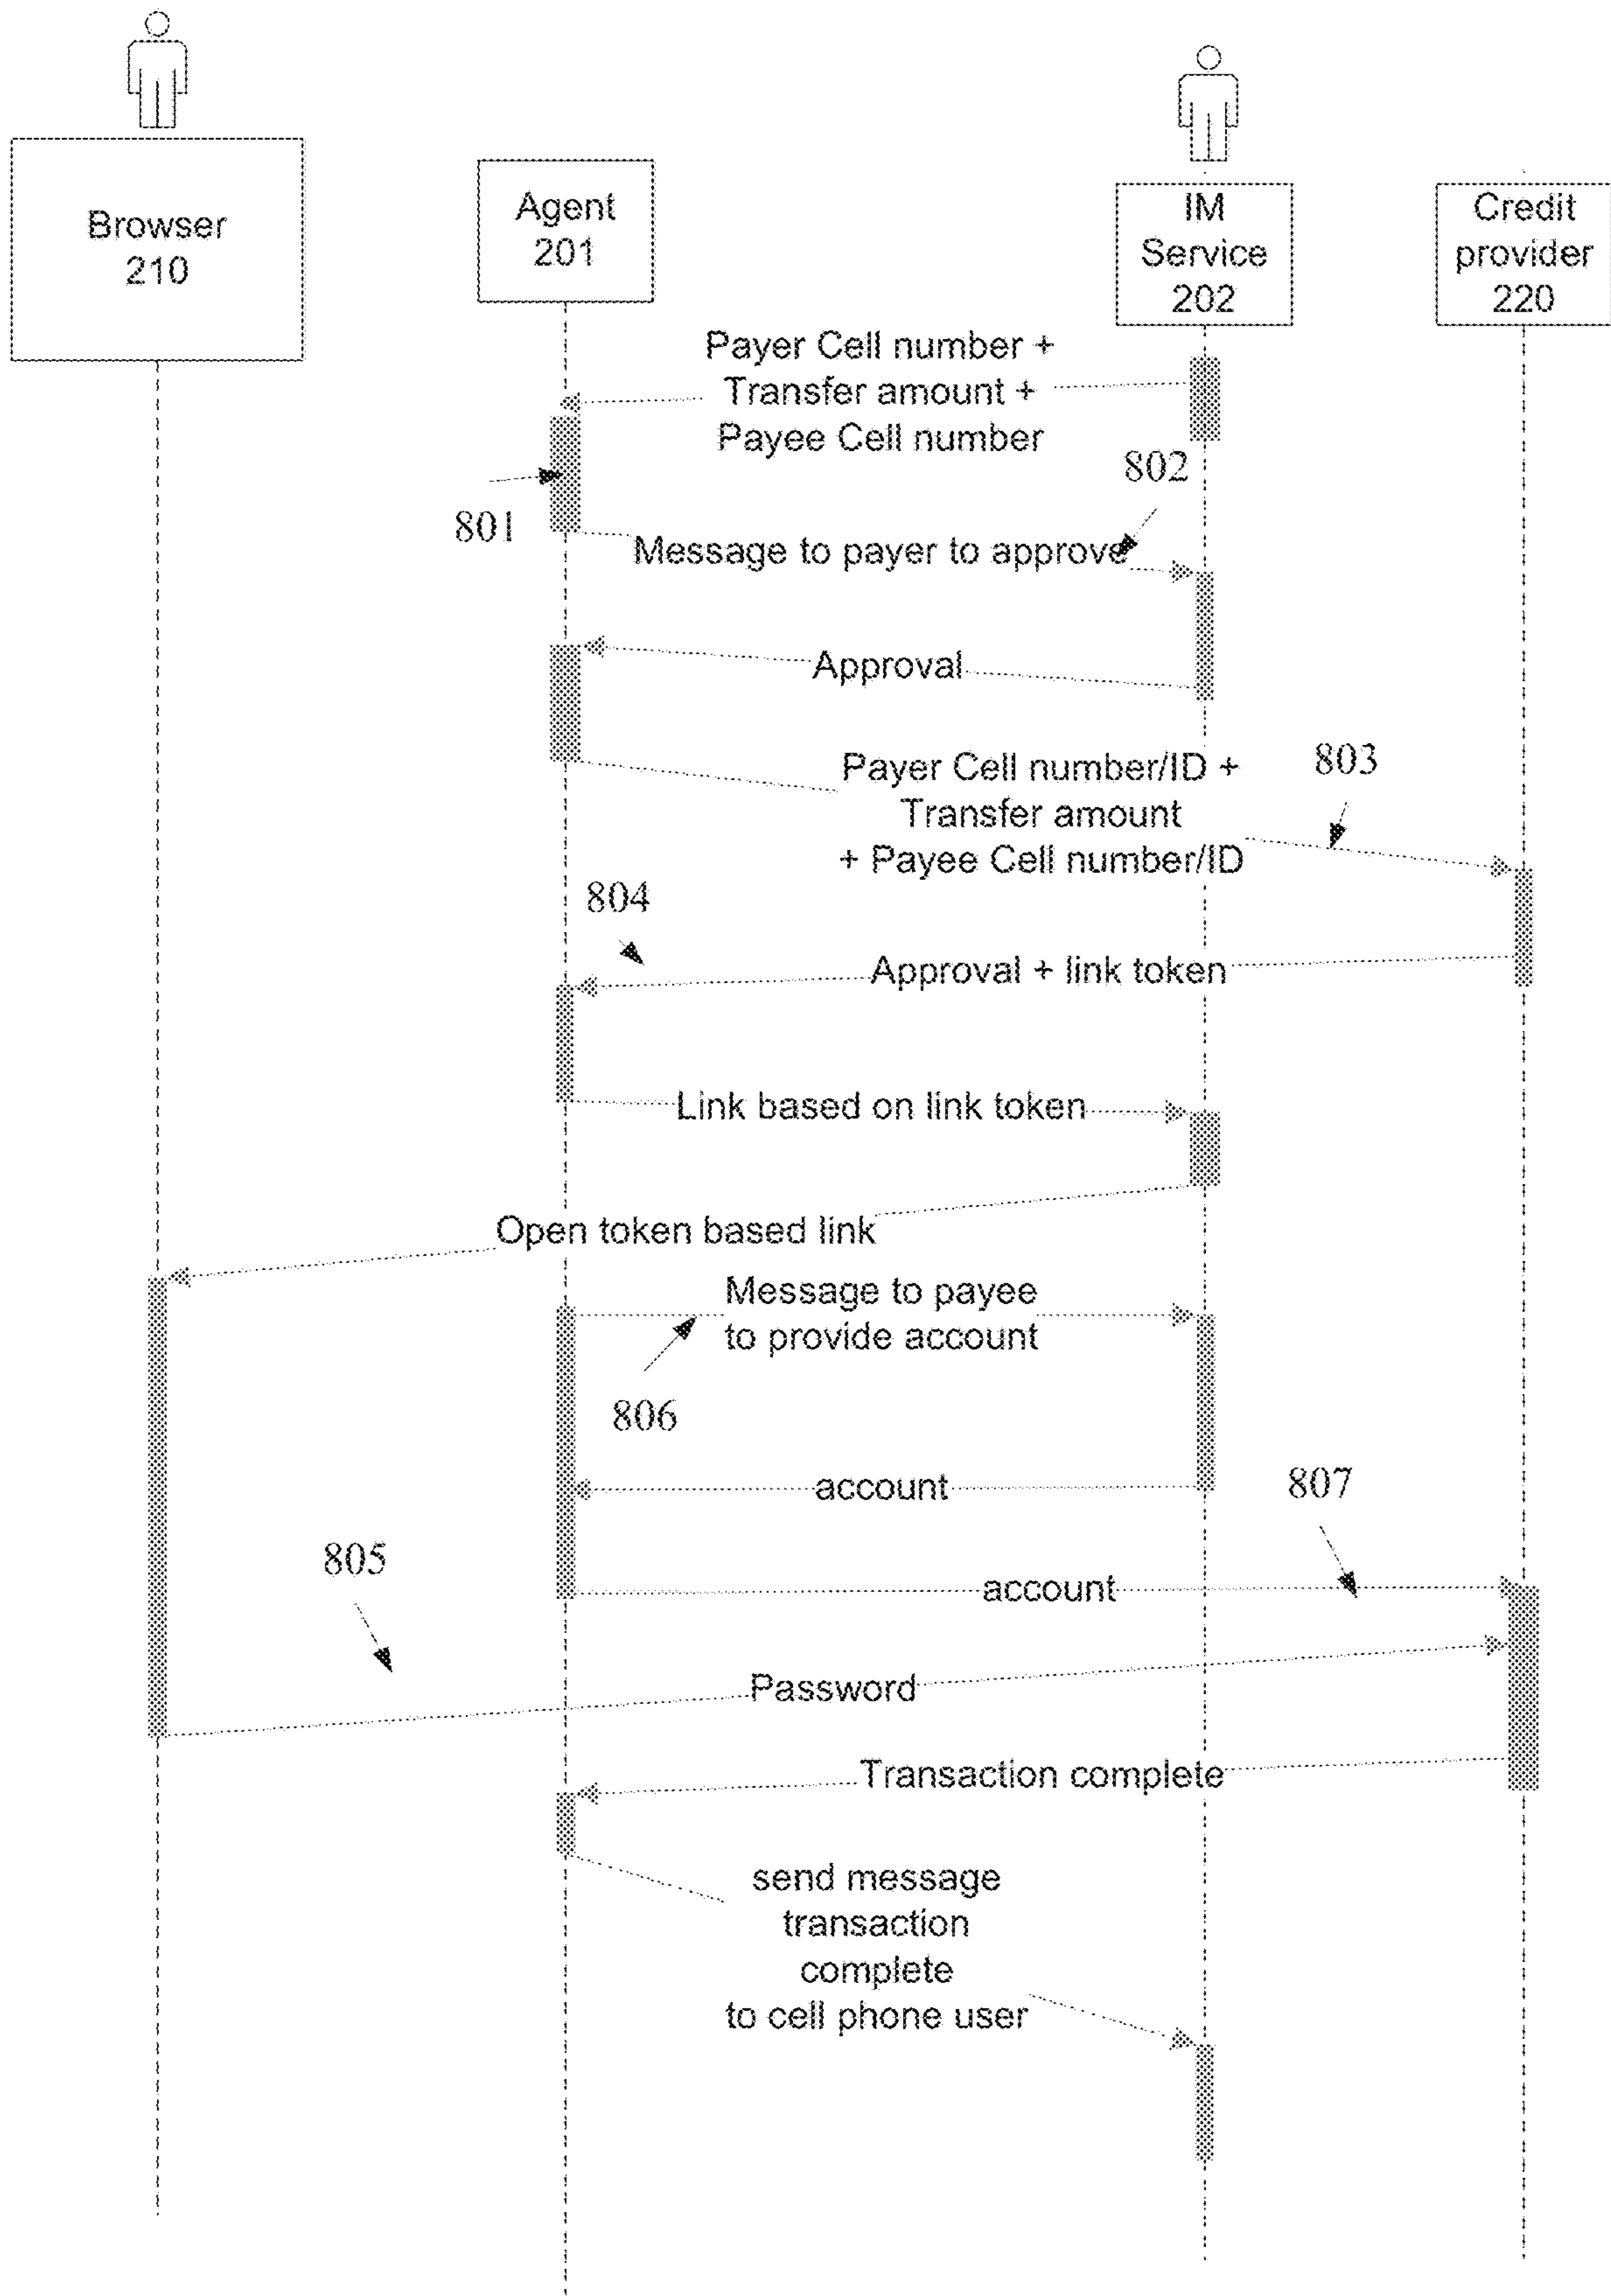 Browser
210
Agent
201
IM
Service
202
Credit
provider
220
Payer Cell number +
Transfer amount +
Payee Cell number
802
801
Message to payer to approve
Approval
Payer Cell number/ID +
Transfer amount
+ Payee Cell number/ID
803
804
Approval + link token
Link based on link token
Open token based link
Message to payee
to provide account
806
account
807
805
account
Password
Transaction complete
send message
transaction
complete
to cell phone user